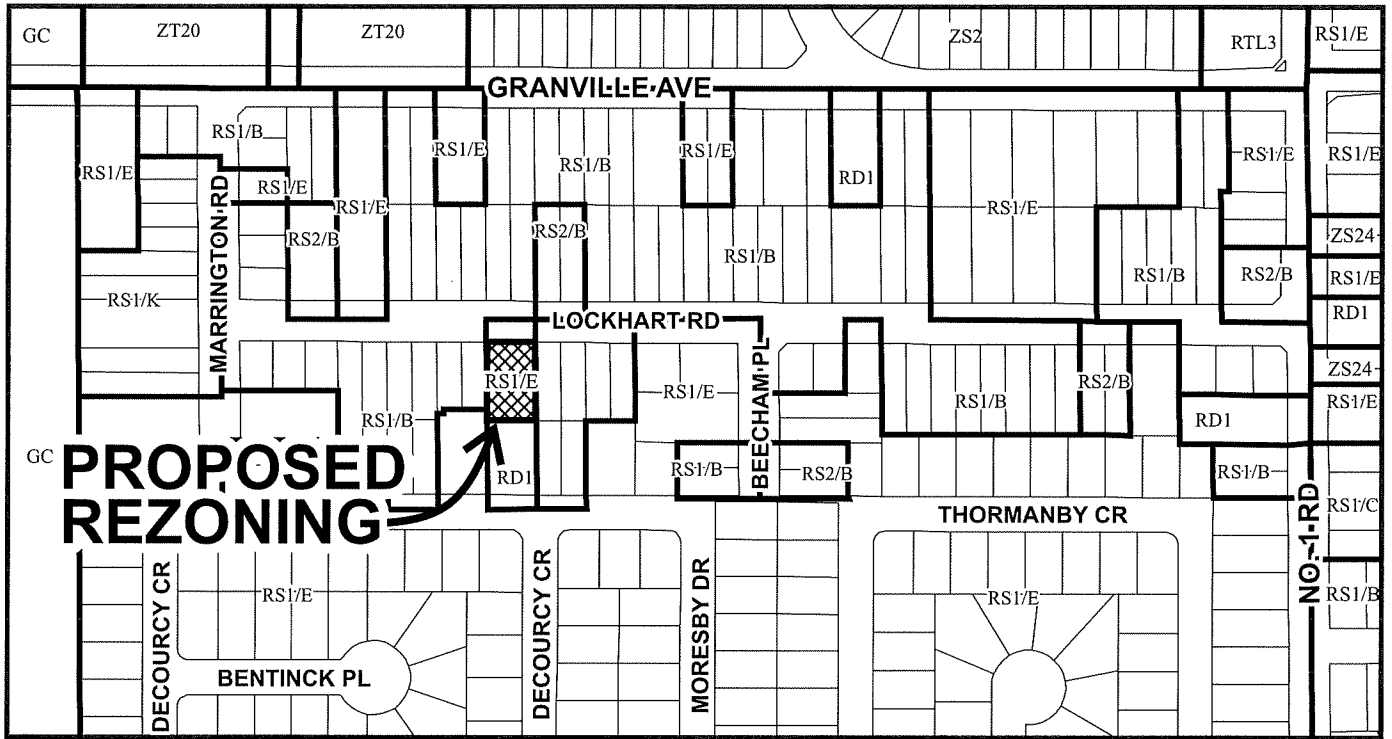 GC
ZT20
ZT20
ZS2
RTL3
RS1/E
GRANVILLE AVE
RS1/B
RS1/E
RS1/E
RS1/B
RS1/E
RD1
RS1/E
RS1/E
RS1/E
RS1/E
RS1/E
RS1/E
RS2/B
RS2/B
RS1/B
RS1/B
RS2/B
ZS24
RS1/E
RS1/K
MARRINGTON RD
LOCKHART RD
BEECHAM PL
RD1
ZS24
RS1/E
RS1/E
RS1/E
RS2/B
RS1/B
RS1/B
RD1
GC
PROPOSED
REZONING
RD1
RS1/B
RS2/B
RS1/B
RS1/C
THORMANBY CR
NO. 1 RD
RS1/E
RS1/E
RS1/B
DECOURCY CR
BENTINCK PL
DECOURCY CR
MORESBY DR